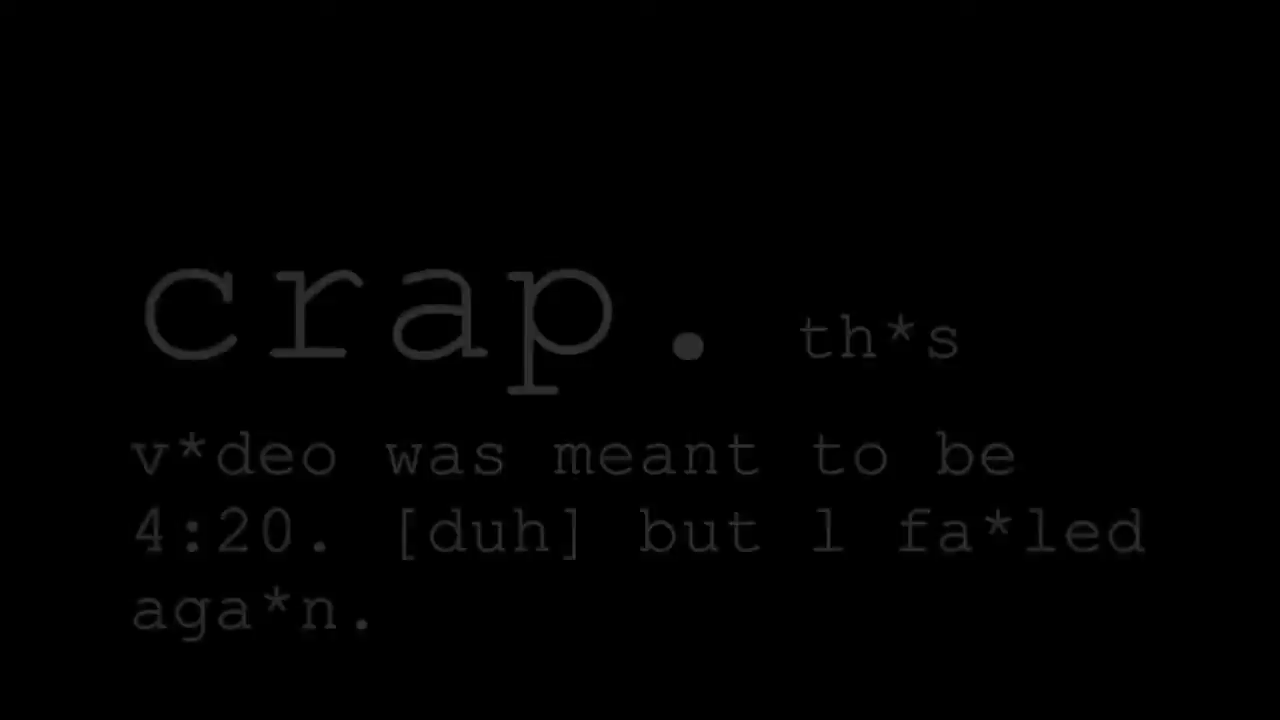 crap. th*s
v*deo was meant to be
4:20. [duh] but l fa*led
aga*n.